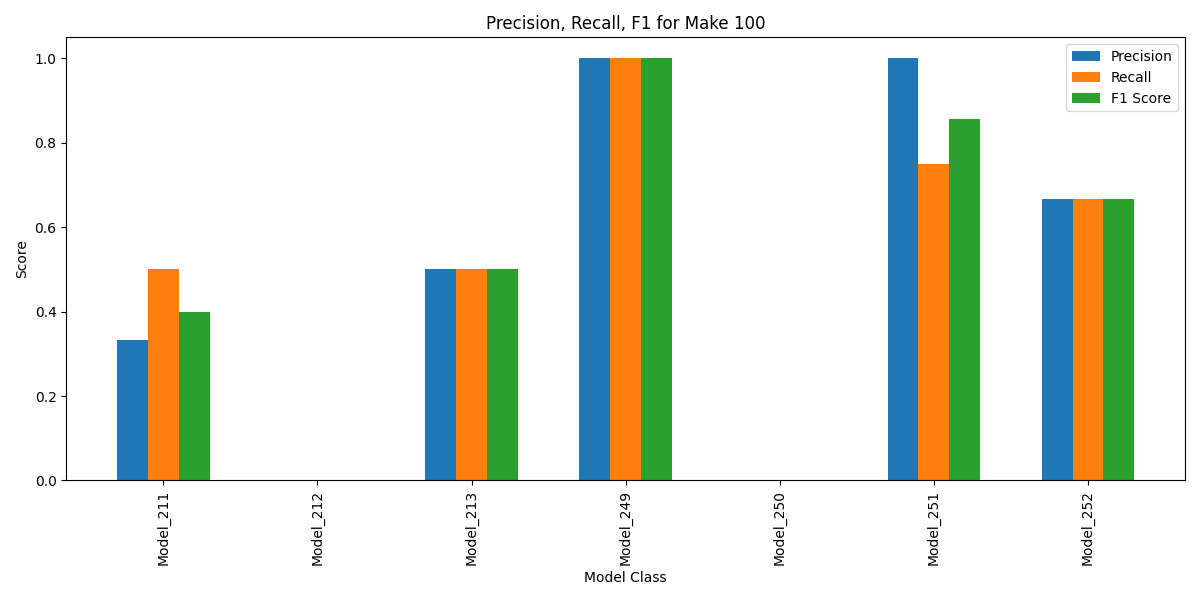 Precision, Recall, F1 for Make 100
Precision
Recall
F1 Score
Score
1.0
0.8
0.6
0.4
0.2
0.0
Model_211
Model_212
Model_213
Model_249
Model_250
Model_251
Model_252
Model Class